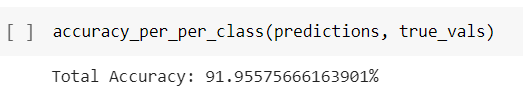 [ ] accuracy_per_per_class(predictions, true_vals)
Total Accuracy: 91.95575666163901%